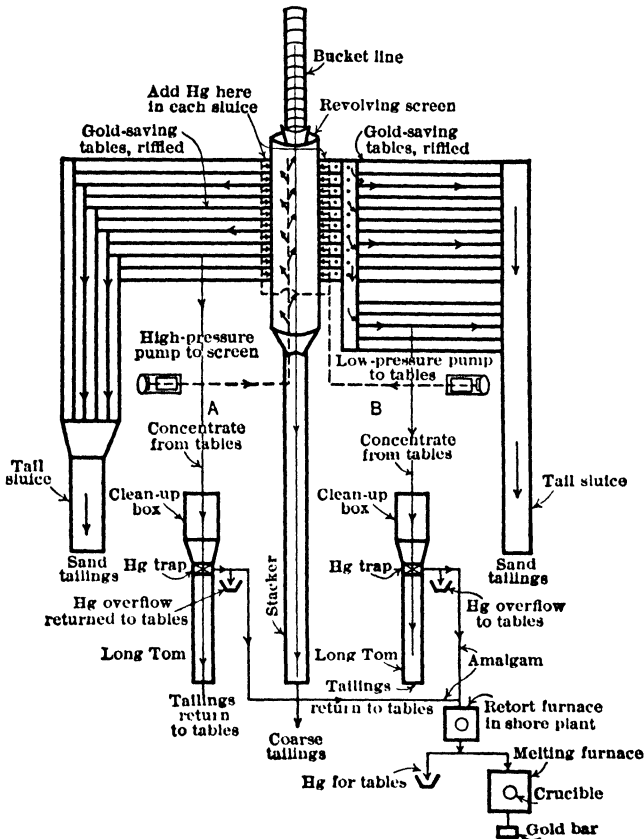 Bucket line
Add Hg here
in each sluice
Revolving screen
Gold-saving
tables, riffled
Gold-saving
tables, riffled
High-pressure
pump to screen
Low-pressure pump
to tables
A
B
Concentrate
from tables
Concentrate
from tables
Tail
sluice
Clean-up
box
Clean-up
box
Tail sluice
Sand
tailings
Hg trap
Hg trap
Sand
tailings
Hg overflow
returned to tables
Stacker
Hg overflow
to tables
Long Tom
Long Tom
Amalgam
Tailings
return
to tables
Tailings
return to tables
Retort furnace
in shore plant
Coarse
tailings
Hg for tables
Melting furnace
Crucible
Gold bar